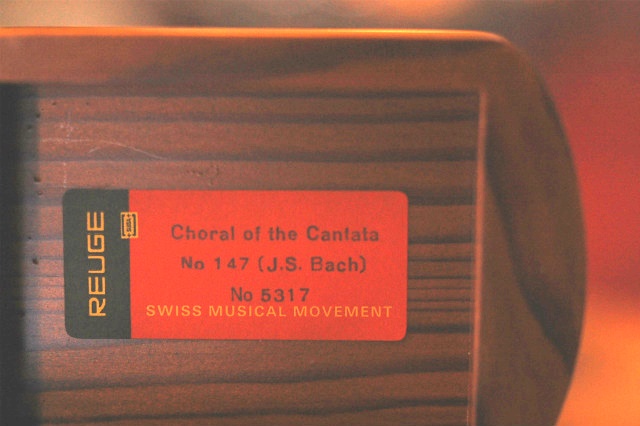 REUGE
Choral of the Cantata
No 147 (J.S. Bach)
No 5317
SWISS MUSICAL MOVEMENT